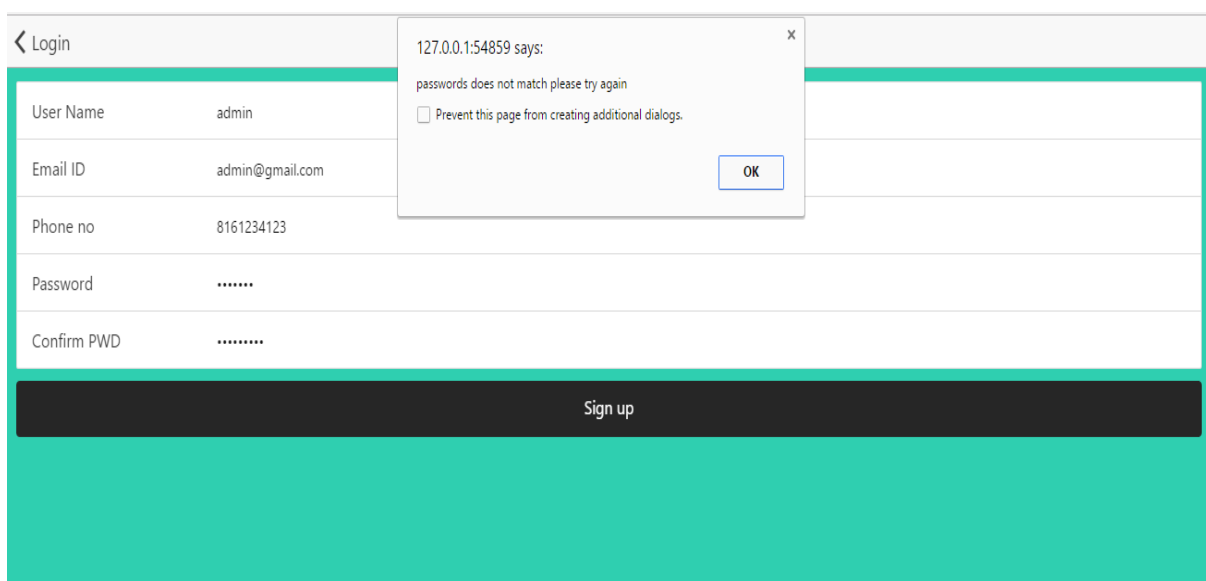 Login
127.0.0.1:54859 says:
x
passwords does not match please try again
Prevent this page from creating additional dialogs.
OK
User Name admin
Email ID admin@gmail.com
Phone no 8161234123
Password •••••••
Confirm PWD •••••••••
Sign up